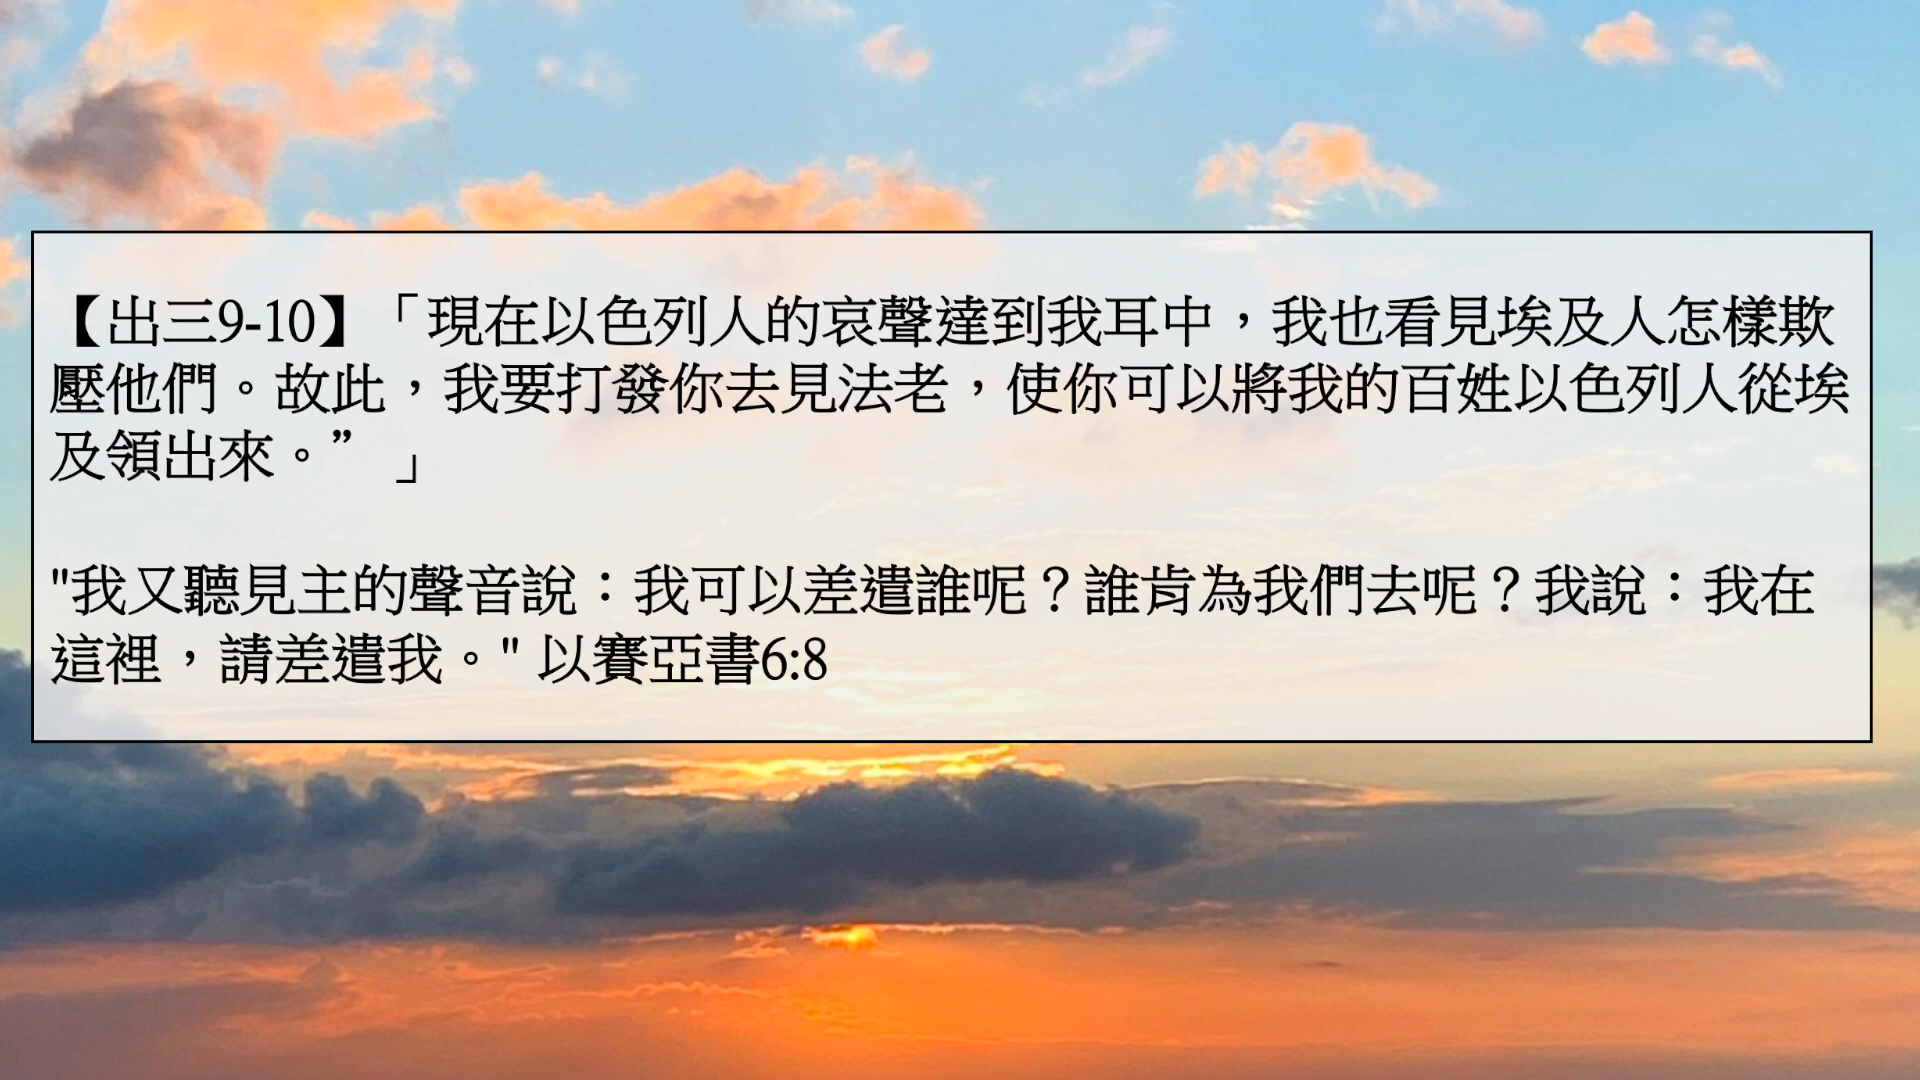 【出三9-10】「現在以色列人的哀聲達到我耳中，我也看見埃及人怎樣欺
壓他們。故此，我要打發你去見法老，使你可以將我的百姓以色列人從埃
及領出來。”」
"我又聽見主的聲音說：我可以差遣誰呢？誰肯為我們去呢？我說：我在
這裡，請差遣我。" 以賽亞書6:8